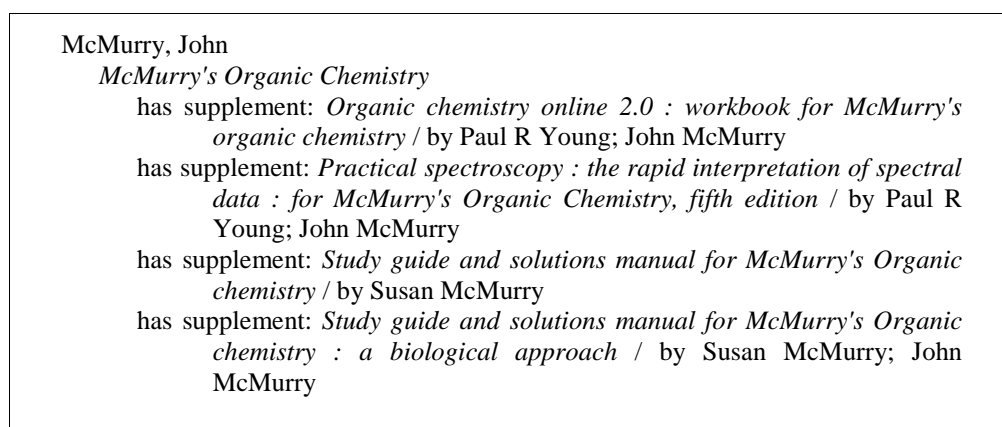 McMurry, John
McMurry's Organic Chemistry
has supplement: Organic chemistry online 2.0 : workbook for McMurry's
organic chemistry / by Paul R Young; John McMurry
has supplement: Practical spectroscopy : the rapid interpretation of spectral
data : for McMurry's Organic Chemistry, fifth edition / by Paul R
Young; John McMurry
has supplement: Study guide and solutions manual for McMurry's Organic
chemistry / by Susan McMurry
has supplement: Study guide and solutions manual for McMurry's Organic
chemistry : a biological approach / by Susan McMurry; John
McMurry